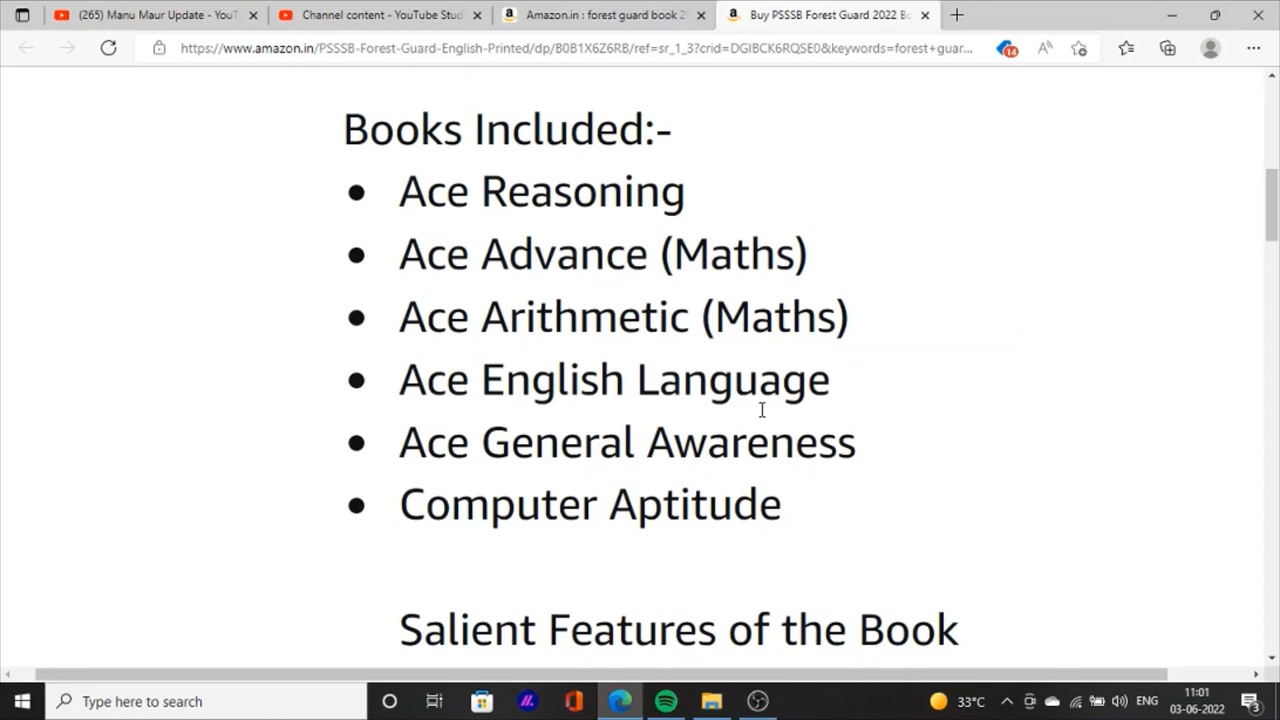 (265) Manu Maur Update - YouT
Channel content - YouTube Stud
Amazon.in : forest guard book 2
Buy PSSSB Forest Guard 2022 Bo
https://www.amazon.in/PSSSB-Forest-Guard-English-Printed/dp/B0B1X6Z6RB/ref=sr_1_3?crid=DGIBCK6RQSE0&keywords=forest+guar...
14
Books Included:-
• Ace Reasoning
• Ace Advance (Maths)
• Ace Arithmetic (Maths)
• Ace English Language
• Ace General Awareness
• Computer Aptitude
Salient Features of the Book
Type here to search
33°C
ENG
11:01
03-06-2022
3